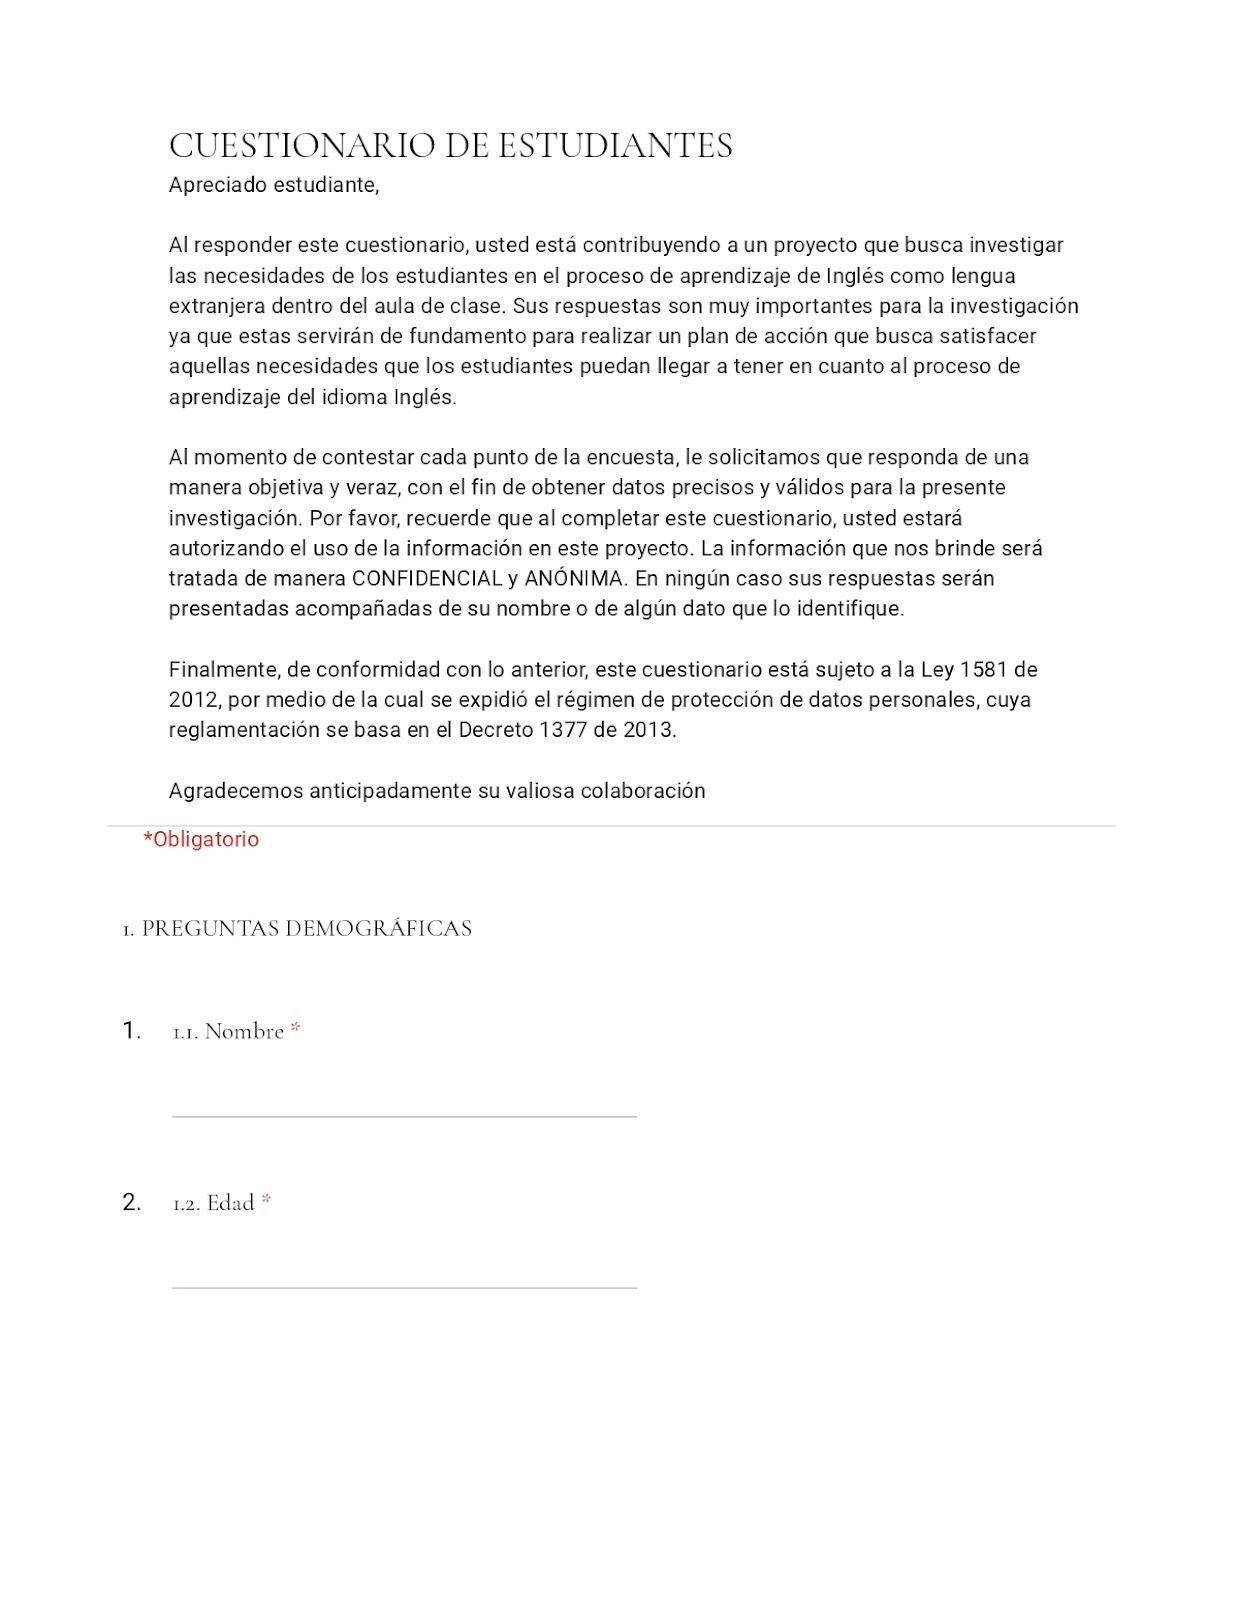 CUESTIONARIO DE ESTUDIANTES
Apreciado estudiante,
Al responder este cuestionario, usted está contribuyendo a un proyecto que busca investigar
las necesidades de los estudiantes en el proceso de aprendizaje de Inglés como lengua
extranjera dentro del aula de clase. Sus respuestas son muy importantes para la investigación
ya que estas servirán de fundamento para realizar un plan de acción que busca satisfacer
aquellas necesidades que los estudiantes puedan llegar a tener en cuanto al proceso de
aprendizaje del idioma Inglés.
Al momento de contestar cada punto de la encuesta, le solicitamos que responda de una
manera objetiva y veraz, con el fin de obtener datos precisos y válidos para la presente
investigación. Por favor, recuerde que al completar este cuestionario, usted estará
autorizando el uso de la información en este proyecto. La información que nos brinde será
tratada de manera CONFIDENCIAL y ANÓNIMA. En ningún caso sus respuestas serán
presentadas acompañadas de su nombre o de algún dato que lo identifique.
Finalmente, de conformidad con lo anterior, este cuestionario está sujeto a la Ley 1581 de
2012, por medio de la cual se expidió el régimen de protección de datos personales, cuya
reglamentación se basa en el Decreto 1377 de 2013.
Agradecemos anticipadamente su valiosa colaboración
*Obligatorio
1. PREGUNTAS DEMOGRÁFICAS
1. 1.1. Nombre *
2. 1.2. Edad *